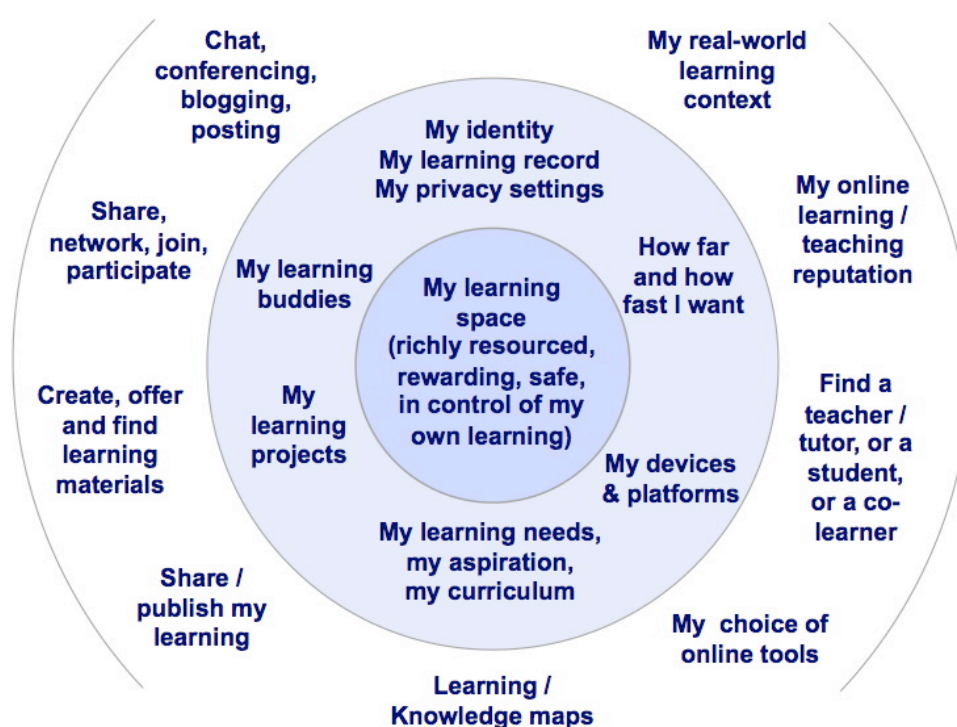 Chat,
conferencing,
blogging,
posting
My real-world
learning
context
My identity
My learning record
My privacy settings
Share,
network, join,
participate
My online
learning /
teaching
reputation
My learning
buddies
How far
and how
fast I want
My learning
space
(richly resourced,
rewarding, safe,
in control of my
own learning)
Create, offer
and find
learning
materials
My
learning
projects
Find a
teacher /
tutor, or a
student,
or a co-
learner
My devices
& platforms
My learning needs,
my aspiration,
my curriculum
Share /
publish my
learning
My choice of
online tools
Learning /
Knowledge maps